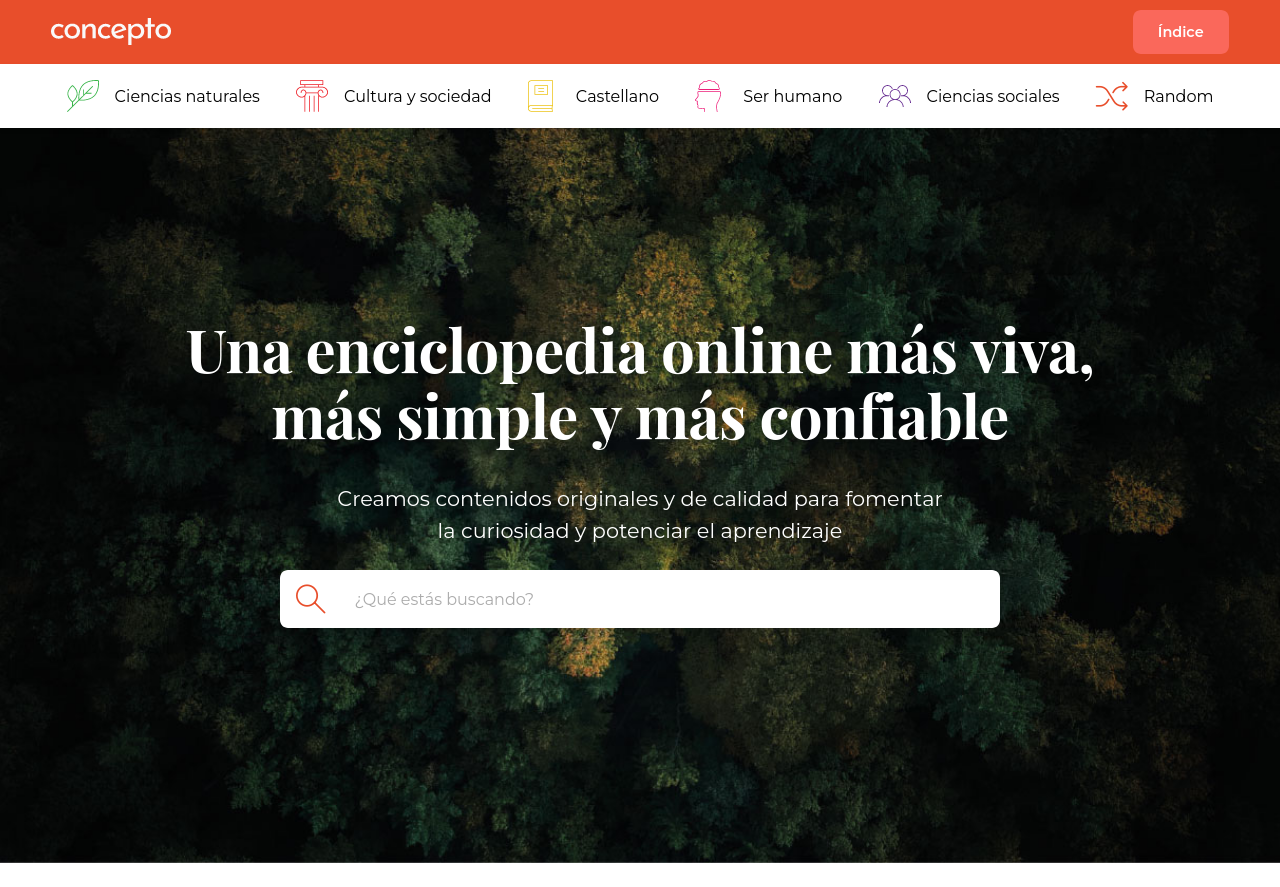 concepto
Índice
Ciencias naturales
Cultura y sociedad
Castellano
Ser humano
Ciencias sociales
Random
Una enciclopedia online más viva,
más simple y más confiable
Creamos contenidos originales y de calidad para fomentar
la curiosidad y potenciar el aprendizaje
¿Qué estás buscando?